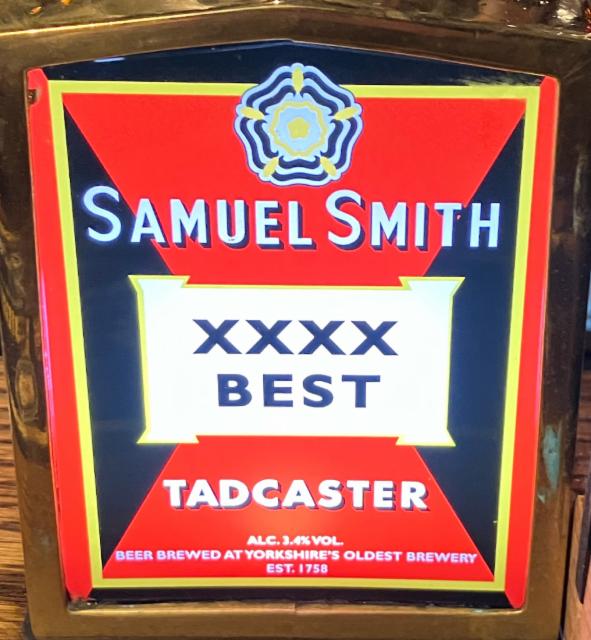 SAMUEL SMITH
XXXX
BEST
TADCASTER
ALC. 3.4% VOL.
BEER BREWED AT YORKSHIRE'S OLDEST BREWERY
EST. 1758